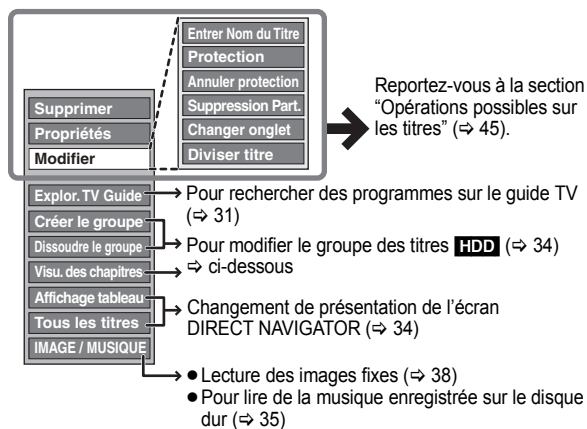 Entrer Nom du Titre
Protection
Annuler protection
Suppression Part.
Changer onglet
Diviser titre
Supprimer
Propriétés
Modifier
Reportez-vous à la section
“Opérations possibles sur
les titres” (⇨ 45).
Explor. TV Guide
Créer le groupe
Dissoudre le groupe
Visu. des chapitres
Affichage tableau
Tous les titres
IMAGE / MUSIQUE
Pour rechercher des programmes sur le guide TV
(⇨ 31)
Pour modifier le groupe des titres HDD (⇨ 34)
⇨ ci-dessous
Changement de présentation de l’écran
DIRECT NAVIGATOR (⇨ 34)
● Lecture des images fixes (⇨ 38)
● Pour lire de la musique enregistrée sur le disque
dur (⇨ 35)